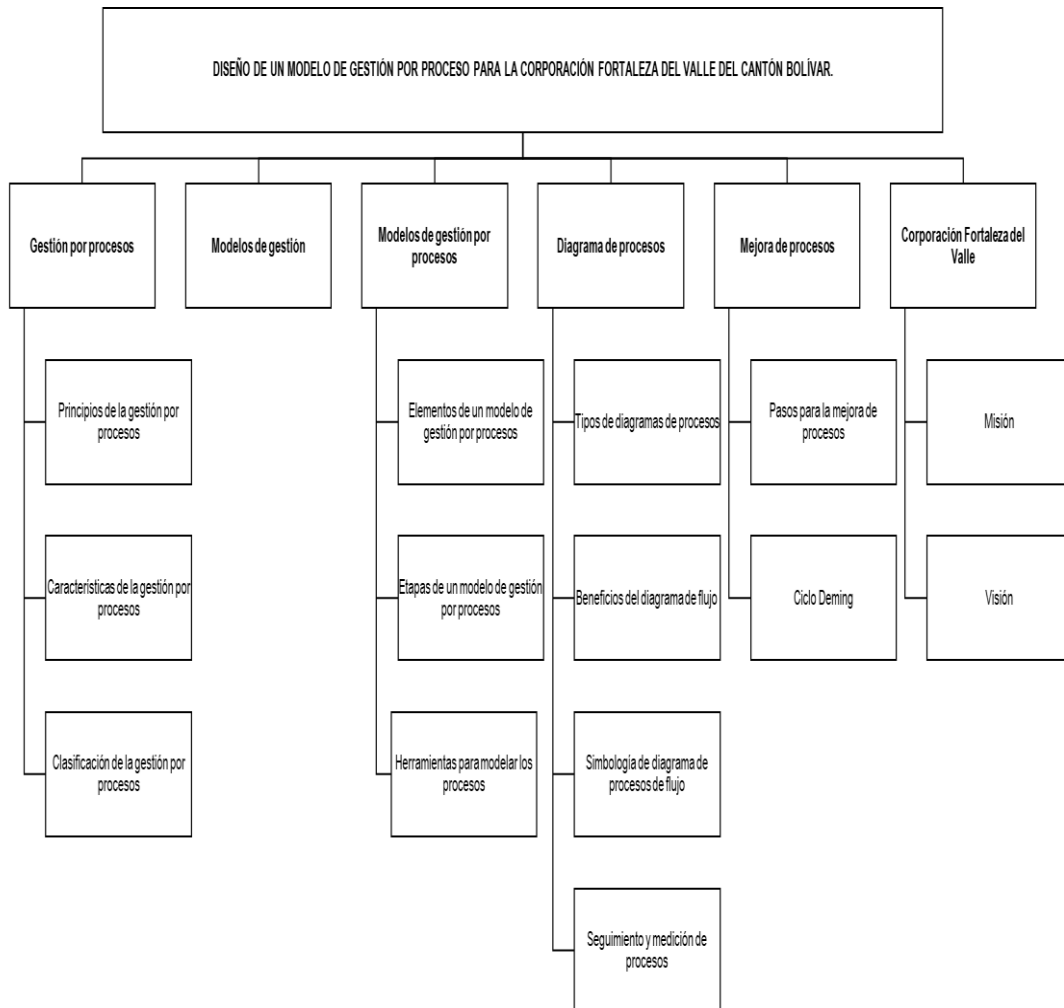 DISEÑO DE UN MODELO DE GESTIÓN POR PROCESO PARA LA CORPORACIÓN FORTALEZA DEL VALLE DEL CANTÓN BOLÍVAR.
Gestión por procesos
Modelos de gestión
Modelos de gestión por
procesos
Diagrama de procesos
Mejora de procesos
Corporación Fortaleza del
Valle
Principios de la gestión por
procesos
Elementos de un modelo de
gestión por procesos
Tipos de diagramas de procesos
Pasos para la mejora de
procesos
Misión
Características de la gestión por
procesos
Etapas de un modelo de gestión
por procesos
Beneficios del diagrama de flujo
Ciclo Deming
Visión
Clasificación de la gestión por
procesos
Herramientas para modelar los
procesos
Simbología de diagrama de
procesos de flujo
Seguimiento y medición de
procesos